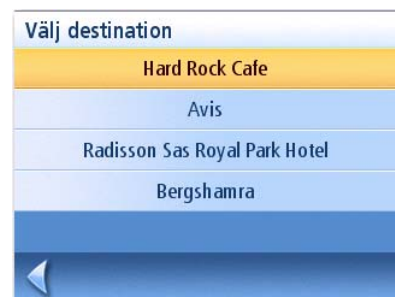 Välj destination
Hard Rock Cafe
Avis
Radisson Sas Royal Park Hotel
Bergshamra